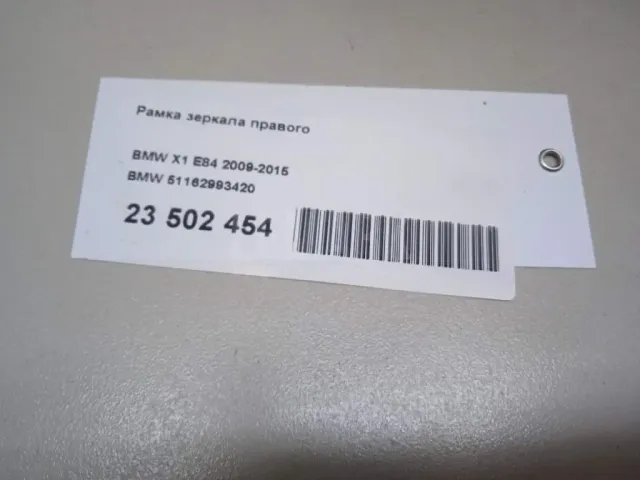 Рамка зеркала правого
BMW X1 E84 2009-2015
BMW 51162993420
23 502 454